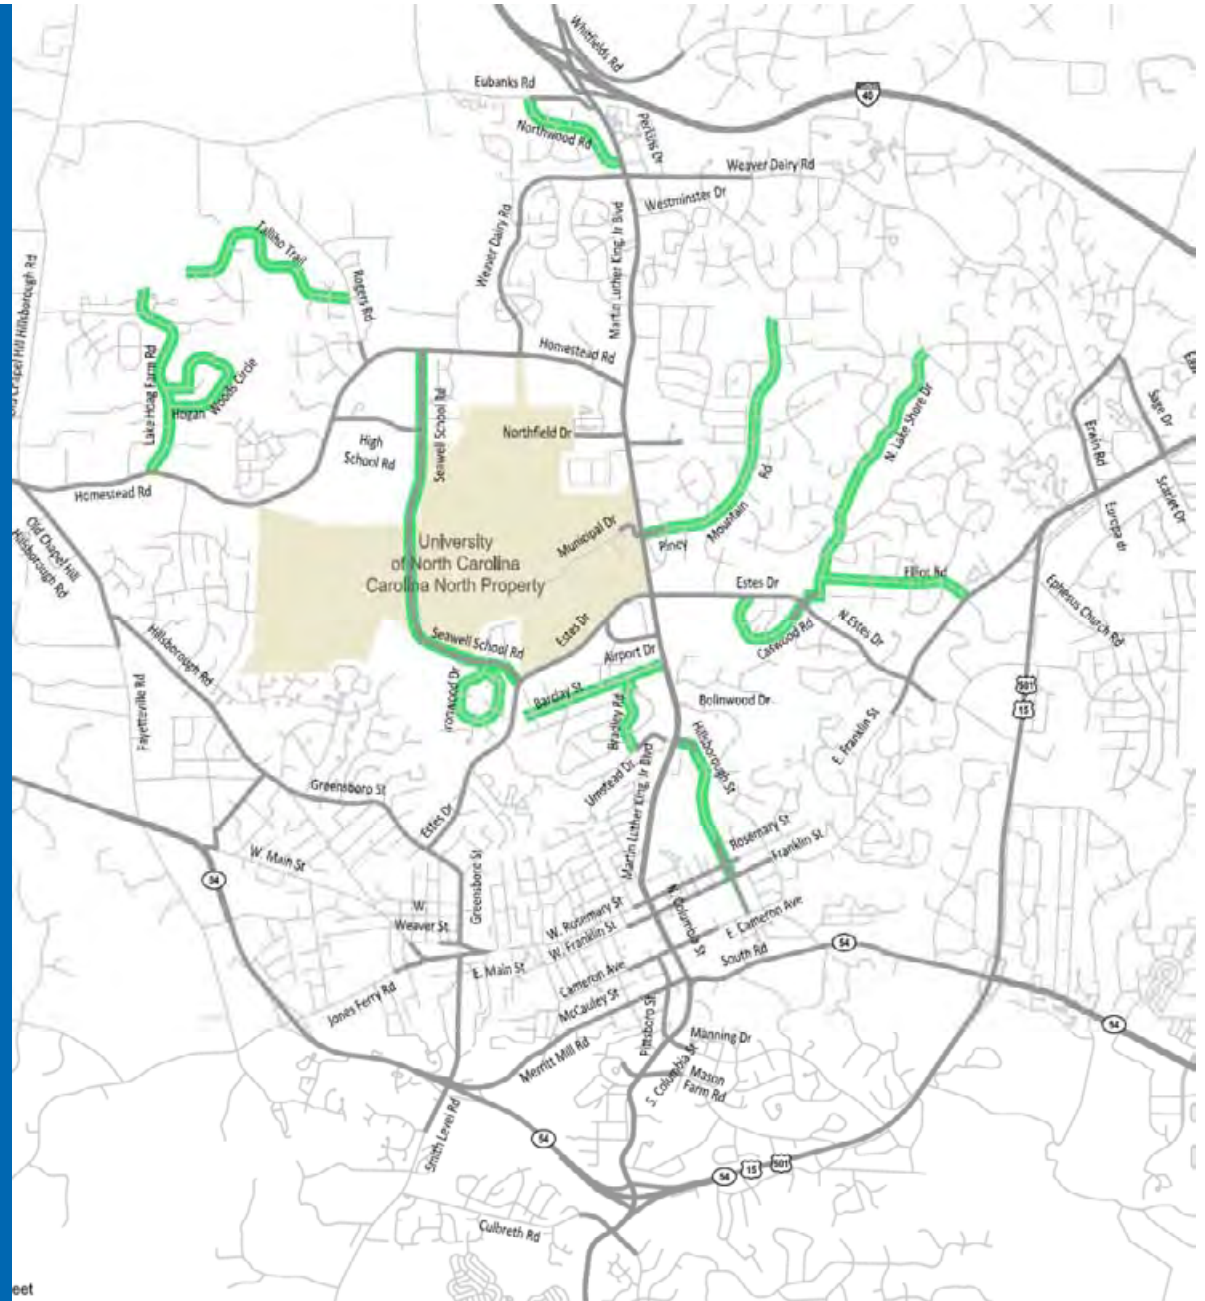 Whitfields Rd
Eubanks Rd
40
Northwood Rd
Perkins Dr
Weaver Dairy Rd
Westminster Dr
Martin Luther King, Jr Blvd
Weaver Dairy Rd
Talliho Trail
Rogers Rd
Chapel Hill Hillsborough Rd
Homestead Rd
Lake Hoag Farm Rd
Hogan Woods Circle
Seawell School Rd
N. Lake Shore Dr
Sage Dr
Erwin Rd
High
School Rd
Northfield Dr
Homestead Rd
Scarlet Dr
Europa dr
Old Chapel Hill
Hillsborough Rd
Municipal Dr
Piney Mountain Rd
University
of North Carolina
Carolina North Property
Estes Dr
Elliot Rd
Ephesus Church Rd
Estes Dr
N.Estes Dr
Caswood Rd
Hillsborough Rd
Seawell School Rd
Airport Dr
Fayetteville Rd
Ironwood Dr
Barclay St
Bradley Rd
Bolinwood Dr
501
15
E. Franklin St
Hillsborough St
Umstead Dr
Martin Luther King, Jr Blvd
Greensboro St
Estes Dr
Rosemary St
Franklin St
W. Main St
54
Greensboro St
W
Weaver St
W. Rosemary St
W. Franklin St
N. Columbia St
E. Cameron Ave
South Rd
54
E. Main St
Cameron Ave
McCauley St
Jones Ferry Rd
Pittsboro St
54
Manning Dr
Merritt Mill Rd
S. Columbia St
Mason
Farm Rd
Smith Level Rd
54
54
15
501
Culbreth Rd
eet